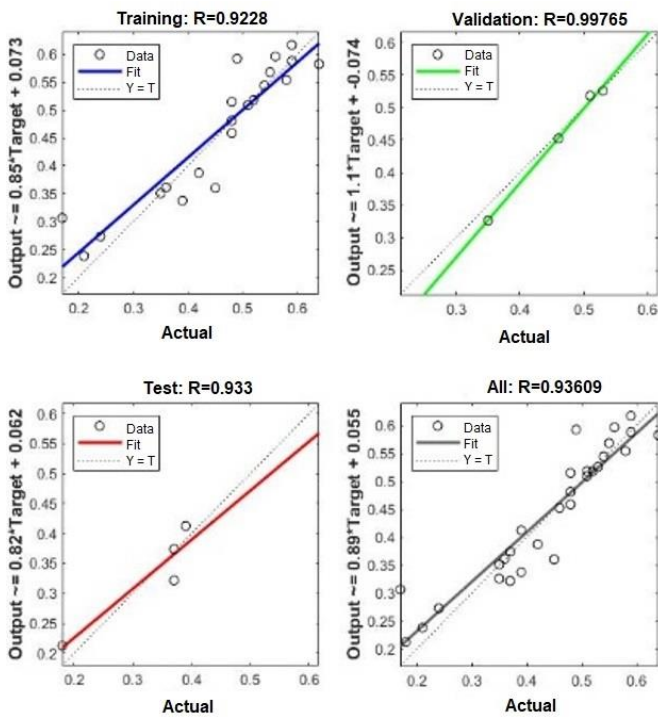 Training: R=0.9228
Output ~= 0.85*Target + 0.073
0.6
0.55
0.5
0.45
0.4
0.35
0.3
0.25
0.2
Data
Fit
Y = T
0.2 0.3 0.4 0.5 0.6
Actual
Validation: R=0.99765
Output ~= 1.1*Target + -0.074
0.6
0.55
0.5
0.45
0.4
0.35
0.3
0.25
Data
Fit
Y = T
0.3 0.4 0.5 0.6
Actual
Test: R=0.933
Output ~= 0.82*Target + 0.062
0.6
0.55
0.5
0.45
0.4
0.35
0.3
0.25
0.2
Data
Fit
Y = T
0.2 0.3 0.4 0.5 0.6
Actual
All: R=0.93609
Output ~= 0.89*Target + 0.055
0.6
0.55
0.5
0.45
0.4
0.35
0.3
0.25
0.2
Data
Fit
Y = T
0.2 0.3 0.4 0.5 0.6
Actual